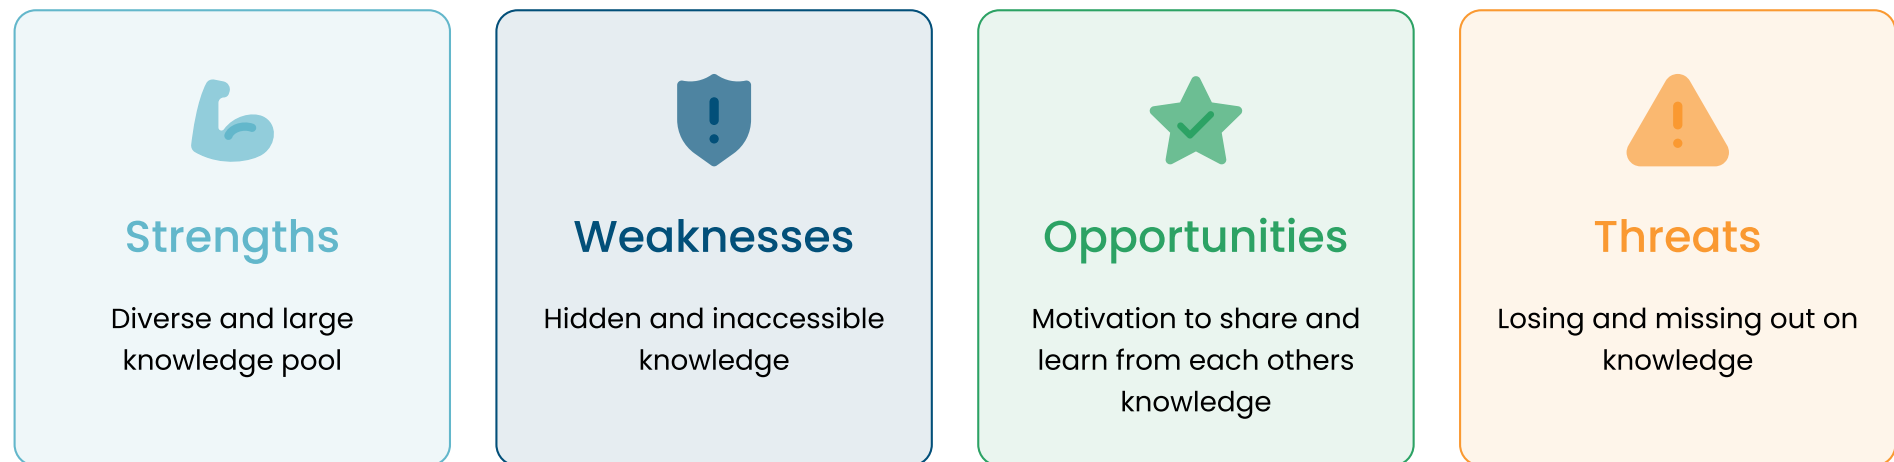 Strengths
Diverse and large
knowledge pool
Weaknesses
Hidden and inaccessible
knowledge
Opportunities
Motivation to share and
learn from each others
knowledge
Threats
Losing and missing out on
knowledge